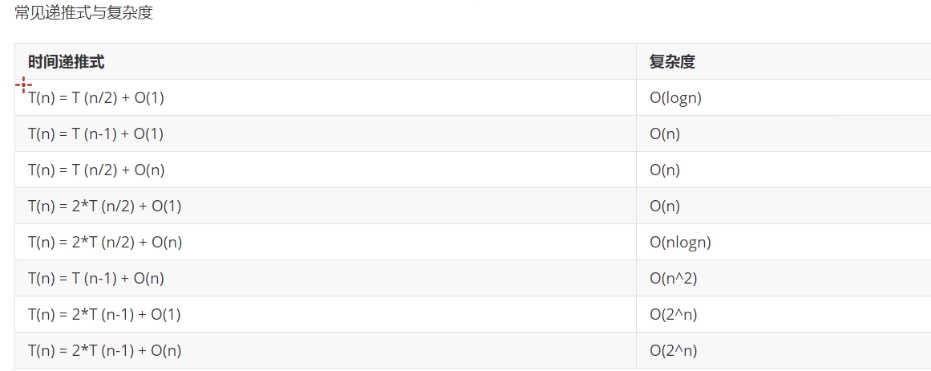 常见递推式与复杂度
时间递推式 复杂度
T(n) = T (n/2) + O(1) O(logn)
T(n) = T (n-1) + O(1) O(n)
T(n) = T (n/2) + O(n) O(n)
T(n) = 2*T (n/2) + O(1) O(n)
T(n) = 2*T (n/2) + O(n) O(nlogn)
T(n) = T (n-1) + O(n) O(n^2)
T(n) = 2*T (n-1) + O(1) O(2^n)
T(n) = 2*T (n-1) + O(n) O(2^n)